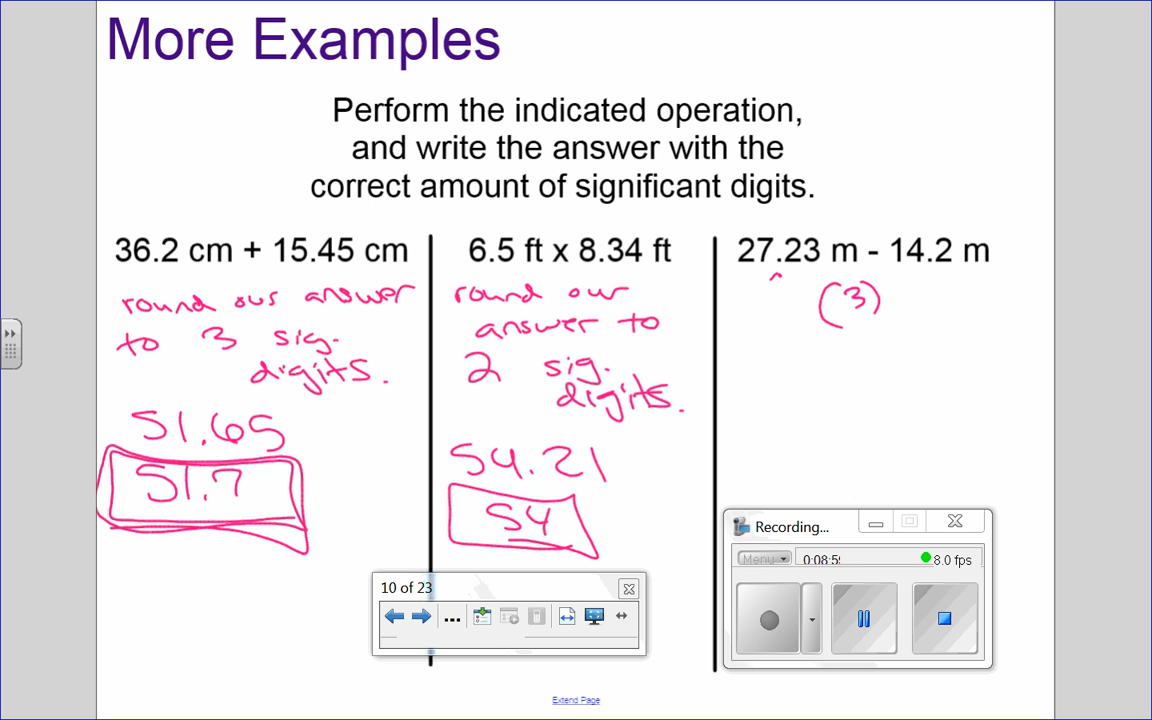 More Examples
Perform the indicated operation,
and write the answer with the
correct amount of significant digits.
36.2 cm + 15.45 cm
round our answer
to 3 sig.
digits.
51.65
51.7
6.5 ft x 8.34 ft
round our
answer to
2 sig.
digits.
54.21
54
27.23 m - 14.2 m
(3)
Recording...
Menu
0:08:5
8.0 fps
10 of 23
...
Extend Page